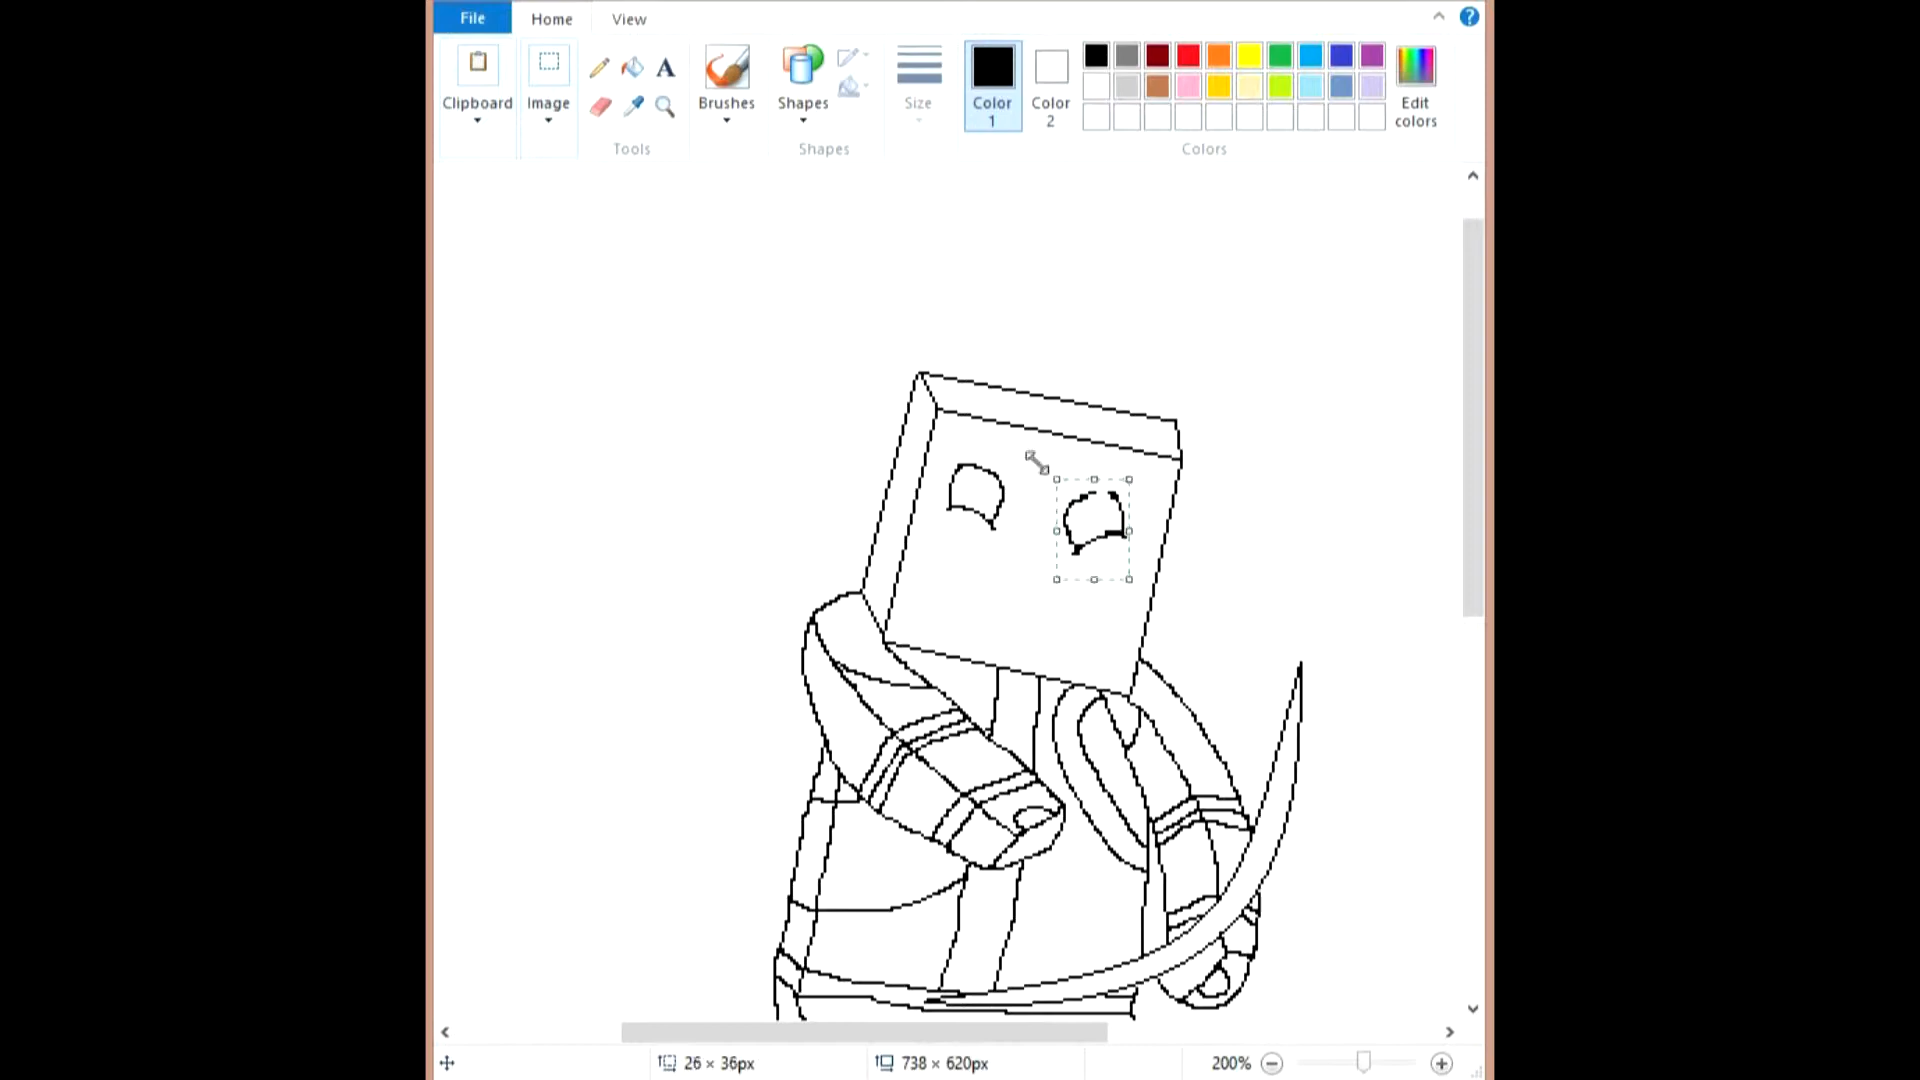 File Home View
Clipboard Image Brushes Shapes Size Color 1 Color 2 Edit colors
Tools Shapes Colors
26 × 36px 738 × 620px 200%